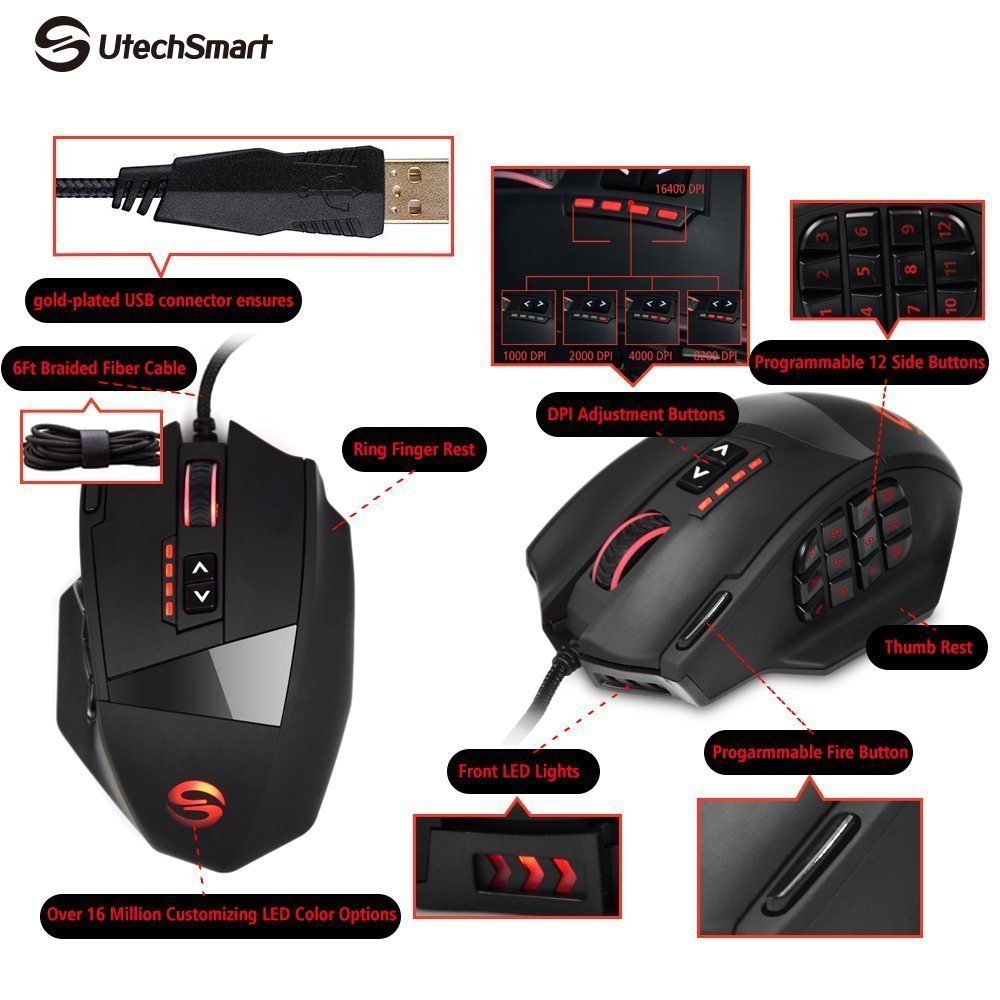 UtechSmart
gold-plated USB connector ensures
6Ft Braided Fiber Cable
Ring Finger Rest
16400 DPI
1000 DPI
2000 DPI
4000 DPI
8200 DPI
DPI Adjustment Buttons
3 6 9 12
2 5 8 11
1 4 7 10
Programmable 12 Side Buttons
Thumb Rest
Front LED Lights
Progarmmable Fire Button
Over 16 Million Customizing LED Color Options